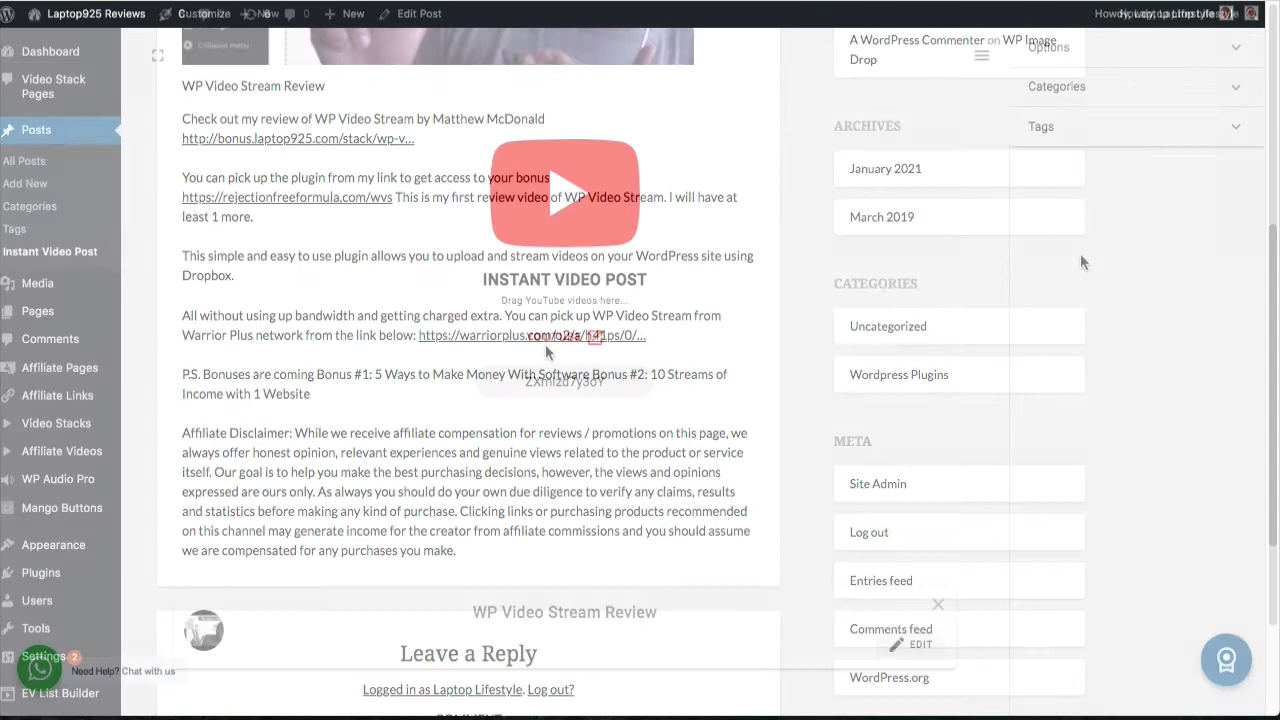 Laptop925 Reviews
Customize
New
0
New
Edit Post
Dashboard
Video Stack
Pages
Posts
All Posts
Add New
Categories
Tags
Instant Video Post
Media
Pages
Comments
Affiliate Pages
Affiliate Links
Video Stacks
Affiliate Videos
WP Audio Pro
Mango Buttons
Appearance
Plugins
Users
Tools
Settings 2
EV List Builder
Need Help? Chat with us
Collapse menu
WP Video Stream Review
Check out my review of WP Video Stream by Matthew McDonald
http://bonus.laptop925.com/stack/wp-v...
You can pick up the plugin from my link to get access to your bonus
https://rejectionfreeformula.com/wvs This is my first review video of WP Video Stream. I will have at
least 1 more.
This simple and easy to use plugin allows you to upload and stream videos on your WordPress site using
Dropbox.
INSTANT VIDEO POST
Drag YouTube videos here...
All without using up bandwidth and getting charged extra. You can pick up WP Video Stream from
Warrior Plus network from the link below: https://warriorplus.com/o2/a/h41ps/0/...
P.S. Bonuses are coming Bonus #1: 5 Ways to Make Money With Software Bonus #2: 10 Streams of
Income with 1 Website
Affiliate Disclaimer: While we receive affiliate compensation for reviews / promotions on this page, we
always offer honest opinion, relevant experiences and genuine views related to the product or service
itself. Our goal is to help you make the best purchasing decisions, however, the views and opinions
expressed are ours only. As always you should do your own due diligence to verify any claims, results
and statistics before making any kind of purchase. Clicking links or purchasing products recommended
on this channel may generate income for the creator from affiliate commissions and you should assume
we are compensated for any purchases you make.
WP Video Stream Review
EDIT
Leave a Reply
Logged in as Laptop Lifestyle. Log out?
COMMENT
A WordPress Commenter on WP Image
Drop
Options
Categories
Tags
ARCHIVES
January 2021
March 2019
CATEGORIES
Uncategorized
Wordpress Plugins
META
Site Admin
Log out
Entries feed
Comments feed
WordPress.org